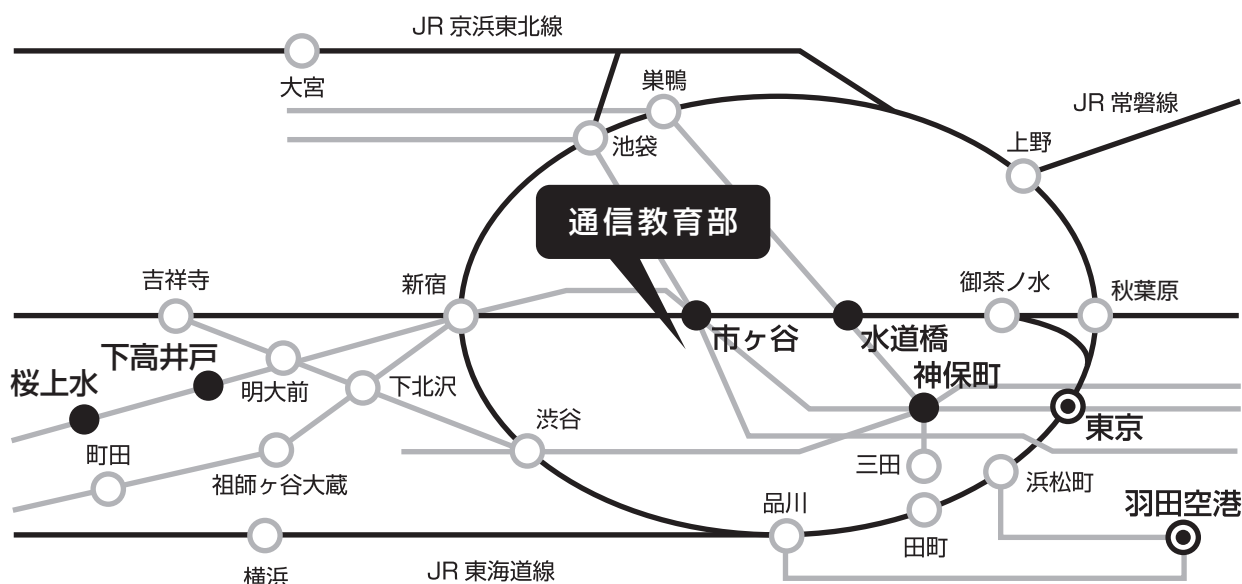 JR 京浜東北線
大宮
巣鴨
JR 常磐線
池袋
上野
通信教育部
吉祥寺
新宿
御茶ノ水
秋葉原
下高井戸
市ヶ谷
水道橋
桜上水
明大前
下北沢
神保町
町田
渋谷
東京
祖師ヶ谷大蔵
三田
浜松町
品川
羽田空港
田町
横浜
JR 東海道線